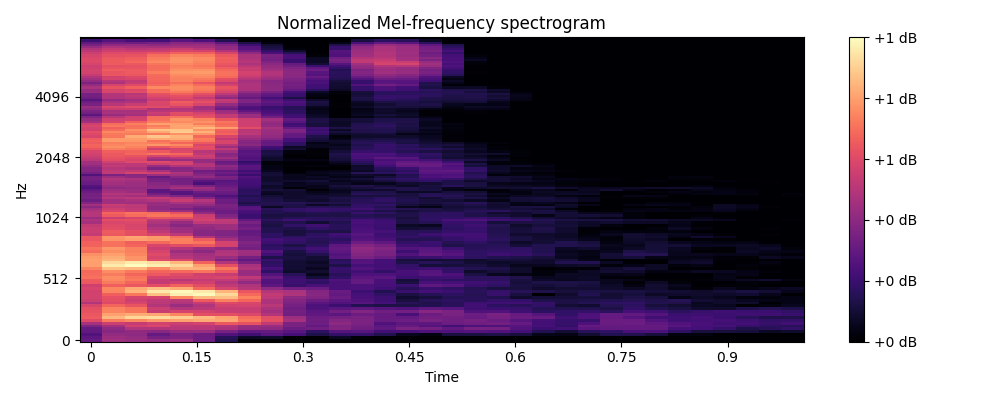 Normalized Mel-frequency spectrogram
Hz
4096
2048
1024
512
0
0 0.15 0.3 0.45 0.6 0.75 0.9
Time
+1 dB
+1 dB
+1 dB
+0 dB
+0 dB
+0 dB